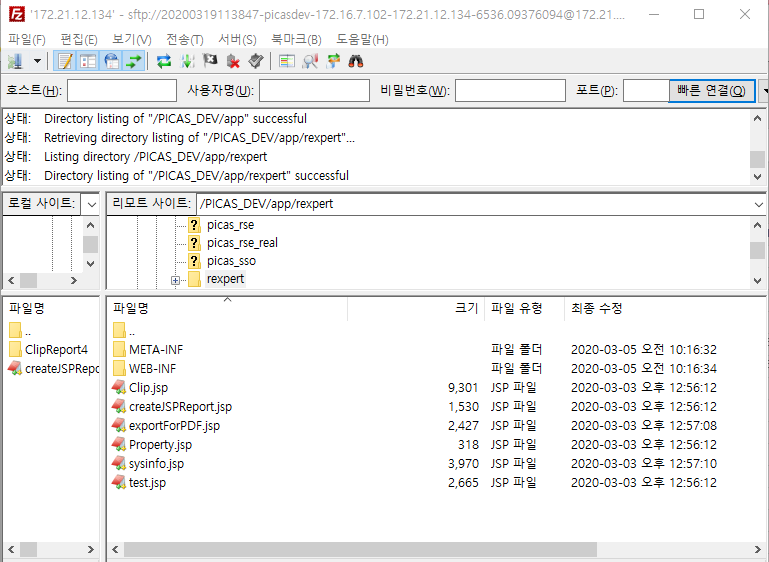 '172.21.12.134' - sftp://20200319113847-picasdev-172.16.7.102-172.21.12.134-6536.09376094@172.21....
파일(F) 편집(E) 보기(V) 전송(T) 서버(S) 북마크(B) 도움말(H)
호스트(H): 사용자명(U): 비밀번호(W): 포트(P): 빠른 연결(Q)
상태: Directory listing of "/PICAS_DEV/app" successful
상태: Retrieving directory listing of "/PICAS_DEV/app/rexpert"...
상태: Listing directory /PICAS_DEV/app/rexpert
상태: Directory listing of "/PICAS_DEV/app/rexpert" successful
로컬 사이트: 리모트 사이트: /PICAS_DEV/app/rexpert
picas_rse
picas_rse_real
picas_sso
rexpert
파일명
..
ClipReport4
createJSPRepo
파일명 크기 파일 유형 최종 수정
..
META-INF 파일 폴더 2020-03-05 오전 10:16:32
WEB-INF 파일 폴더 2020-03-05 오전 10:16:34
Clip.jsp 9,301 JSP 파일 2020-03-03 오후 12:56:12
createJSPReport.jsp 1,530 JSP 파일 2020-03-03 오후 12:56:12
exportForPDF.jsp 2,427 JSP 파일 2020-03-03 오후 12:57:08
Property.jsp 318 JSP 파일 2020-03-03 오후 12:56:12
sysinfo.jsp 3,970 JSP 파일 2020-03-03 오후 12:57:10
test.jsp 2,665 JSP 파일 2020-03-03 오후 12:56:12